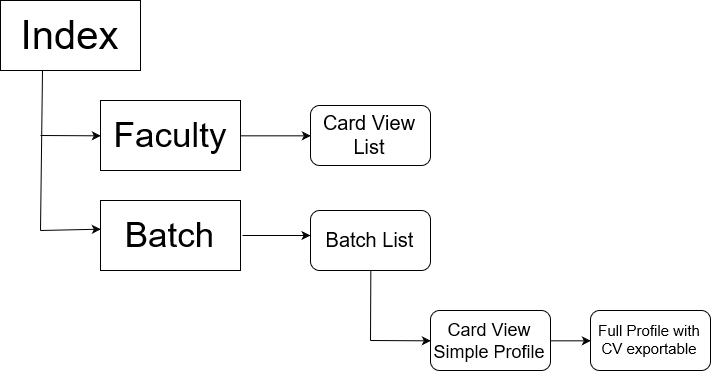 Index
Faculty
Card View
List
Batch
Batch List
Card View
Simple Profile
Full Profile with
CV exportable